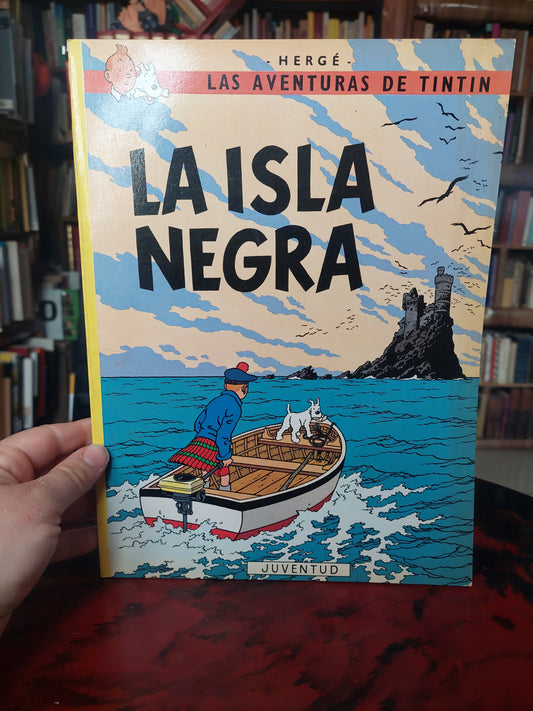 - HERGÉ -
LAS AVENTURAS DE TINTIN
LA ISLA
NEGRA
JUVENTUD